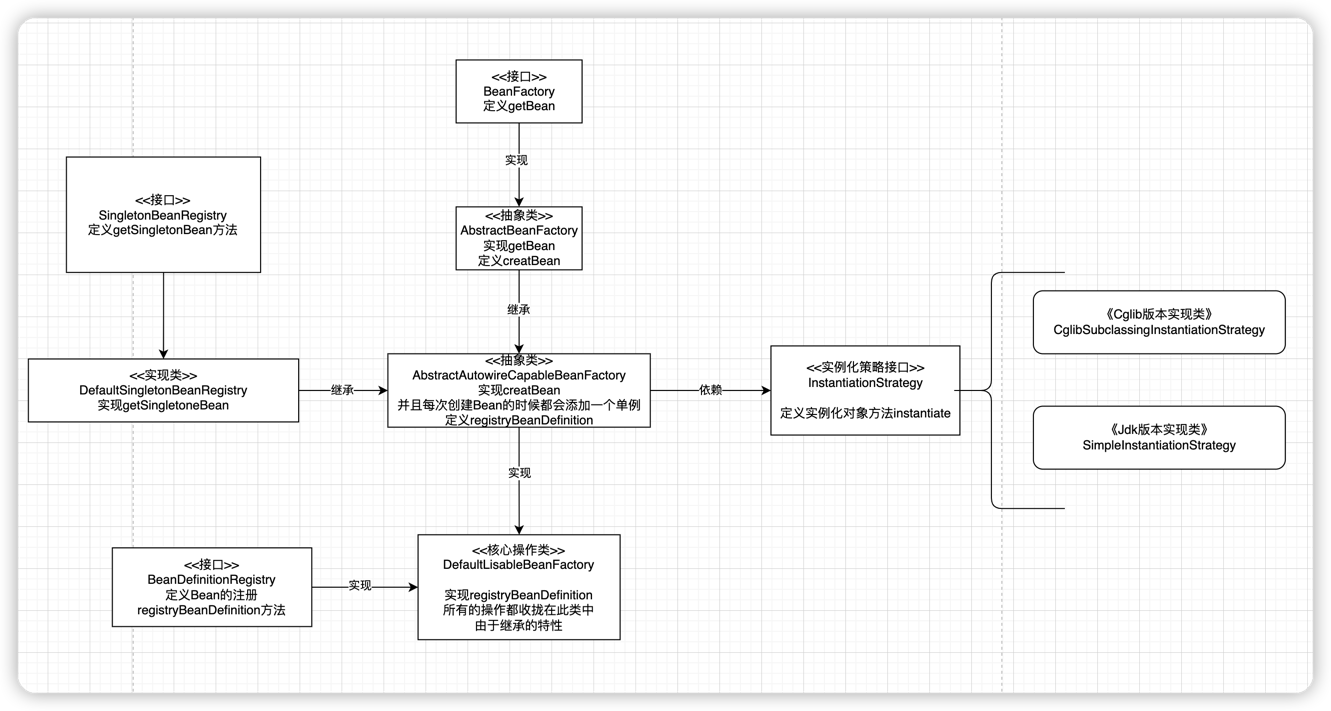 <<接口>>
BeanFactory
定义getBean
实现
<<接口>>
SingletonBeanRegistry
定义getSingletonBean方法
<<抽象类>>
AbstractBeanFactory
实现getBean
定义creatBean
继承
<<实现类>>
DefaultSingletonBeanRegistry
实现getSingletoneBean
继承
<<抽象类>>
AbstractAutowireCapableBeanFactory
实现creatBean
并且每次创建Bean的时候都会添加一个单例
定义registryBeanDefinition
依赖
<<实例化策略接口>>
InstantiationStrategy
定义实例化对象方法instantiate
《Cglib版本实现类》
CglibSubclassingInstantiationStrategy
《Jdk版本实现类》
SimpleInstantiationStrategy
实现
<<接口>>
BeanDefinitionRegistry
定义Bean的注册
registryBeanDefinition方法
实现
<<核心操作类>>
DefaultLisableBeanFactory
实现registryBeanDefinition
所有的操作都收拢在此类中
由于继承的特性